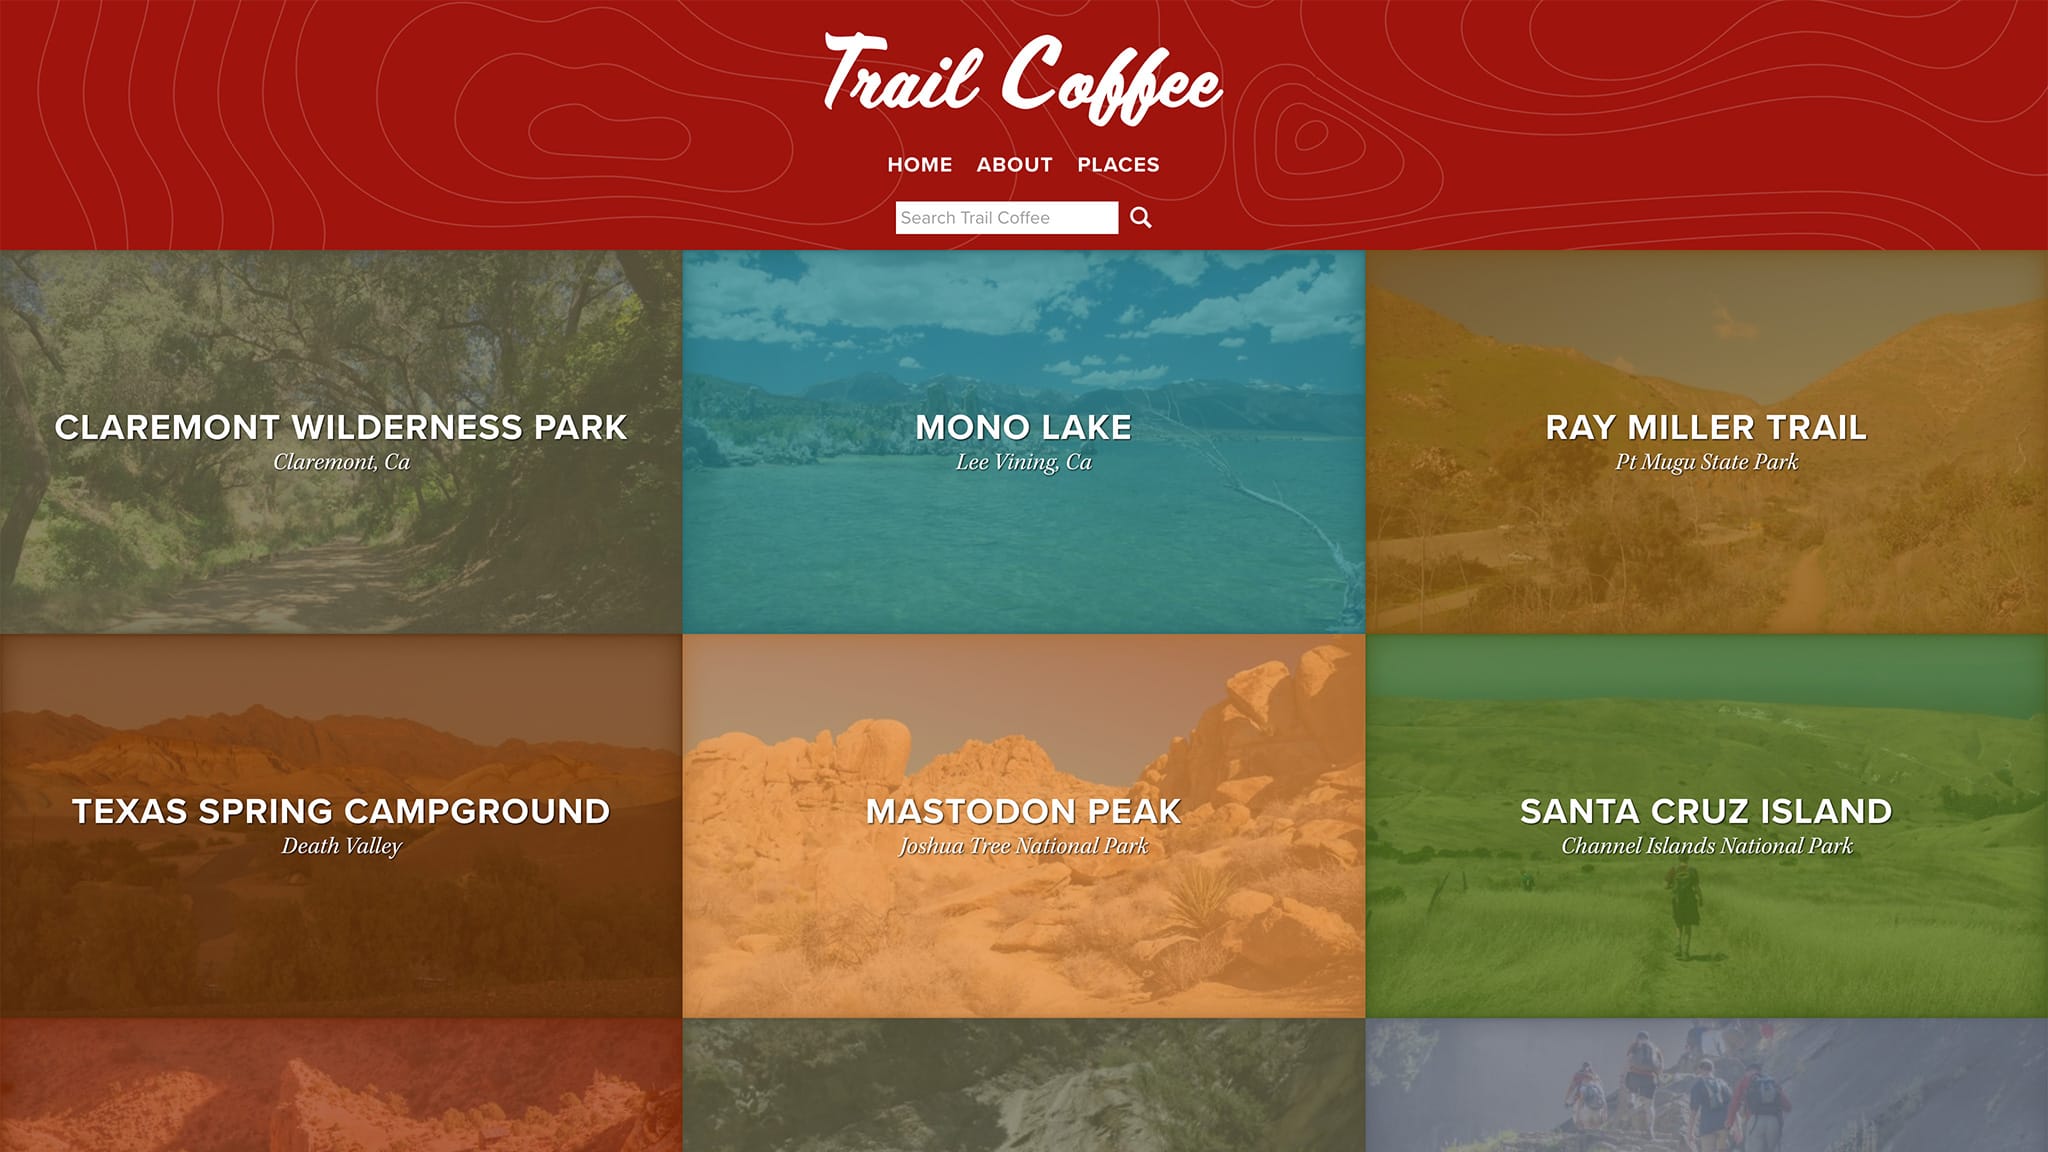 Trail Coffee
HOME ABOUT PLACES
Search Trail Coffee
CLAREMONT WILDERNESS PARK
Claremont, Ca
MONO LAKE
Lee Vining, Ca
RAY MILLER TRAIL
Pt Mugu State Park
TEXAS SPRING CAMPGROUND
Death Valley
MASTODON PEAK
Joshua Tree National Park
SANTA CRUZ ISLAND
Channel Islands National Park